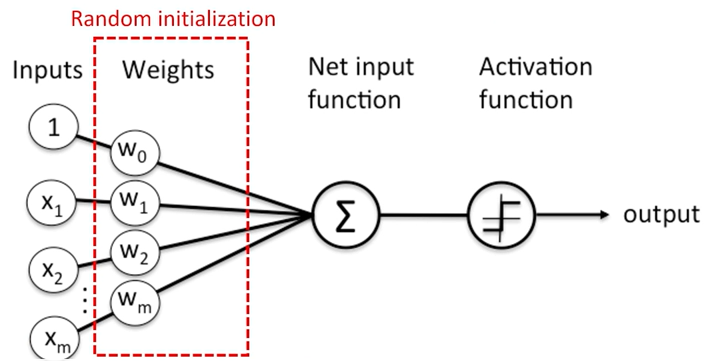 Random initialization
Inputs
Weights
Net input
function
Activation
function
1
w0
x1
w1
x2
w2
⋮
xm
wm
Σ
output